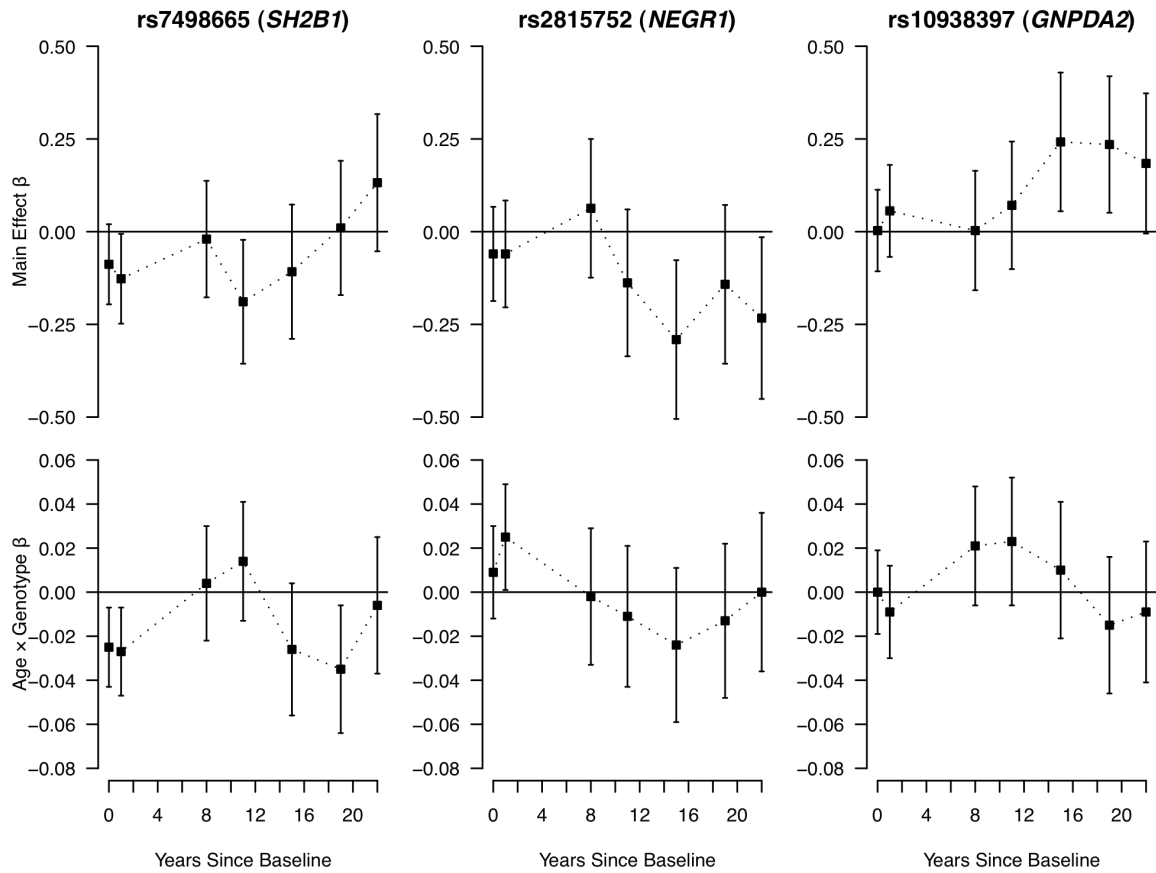 rs7498665 (SH2B1) rs2815752 (NEGR1) rs10938397 (GNPDA2)
Main Effect β
0.50 0.50 0.50
0.25 0.25 0.25
0.00 0.00 0.00
−0.25 −0.25 −0.25
−0.50 −0.50 −0.50
Age × Genotype β
0.06 0.06 0.06
0.04 0.04 0.04
0.02 0.02 0.02
0.00 0.00 0.00
−0.02 −0.02 −0.02
−0.04 −0.04 −0.04
−0.06 −0.06 −0.06
−0.08 −0.08 −0.08
0 4 8 12 16 20 0 4 8 12 16 20 0 4 8 12 16 20
Years Since Baseline Years Since Baseline Years Since Baseline